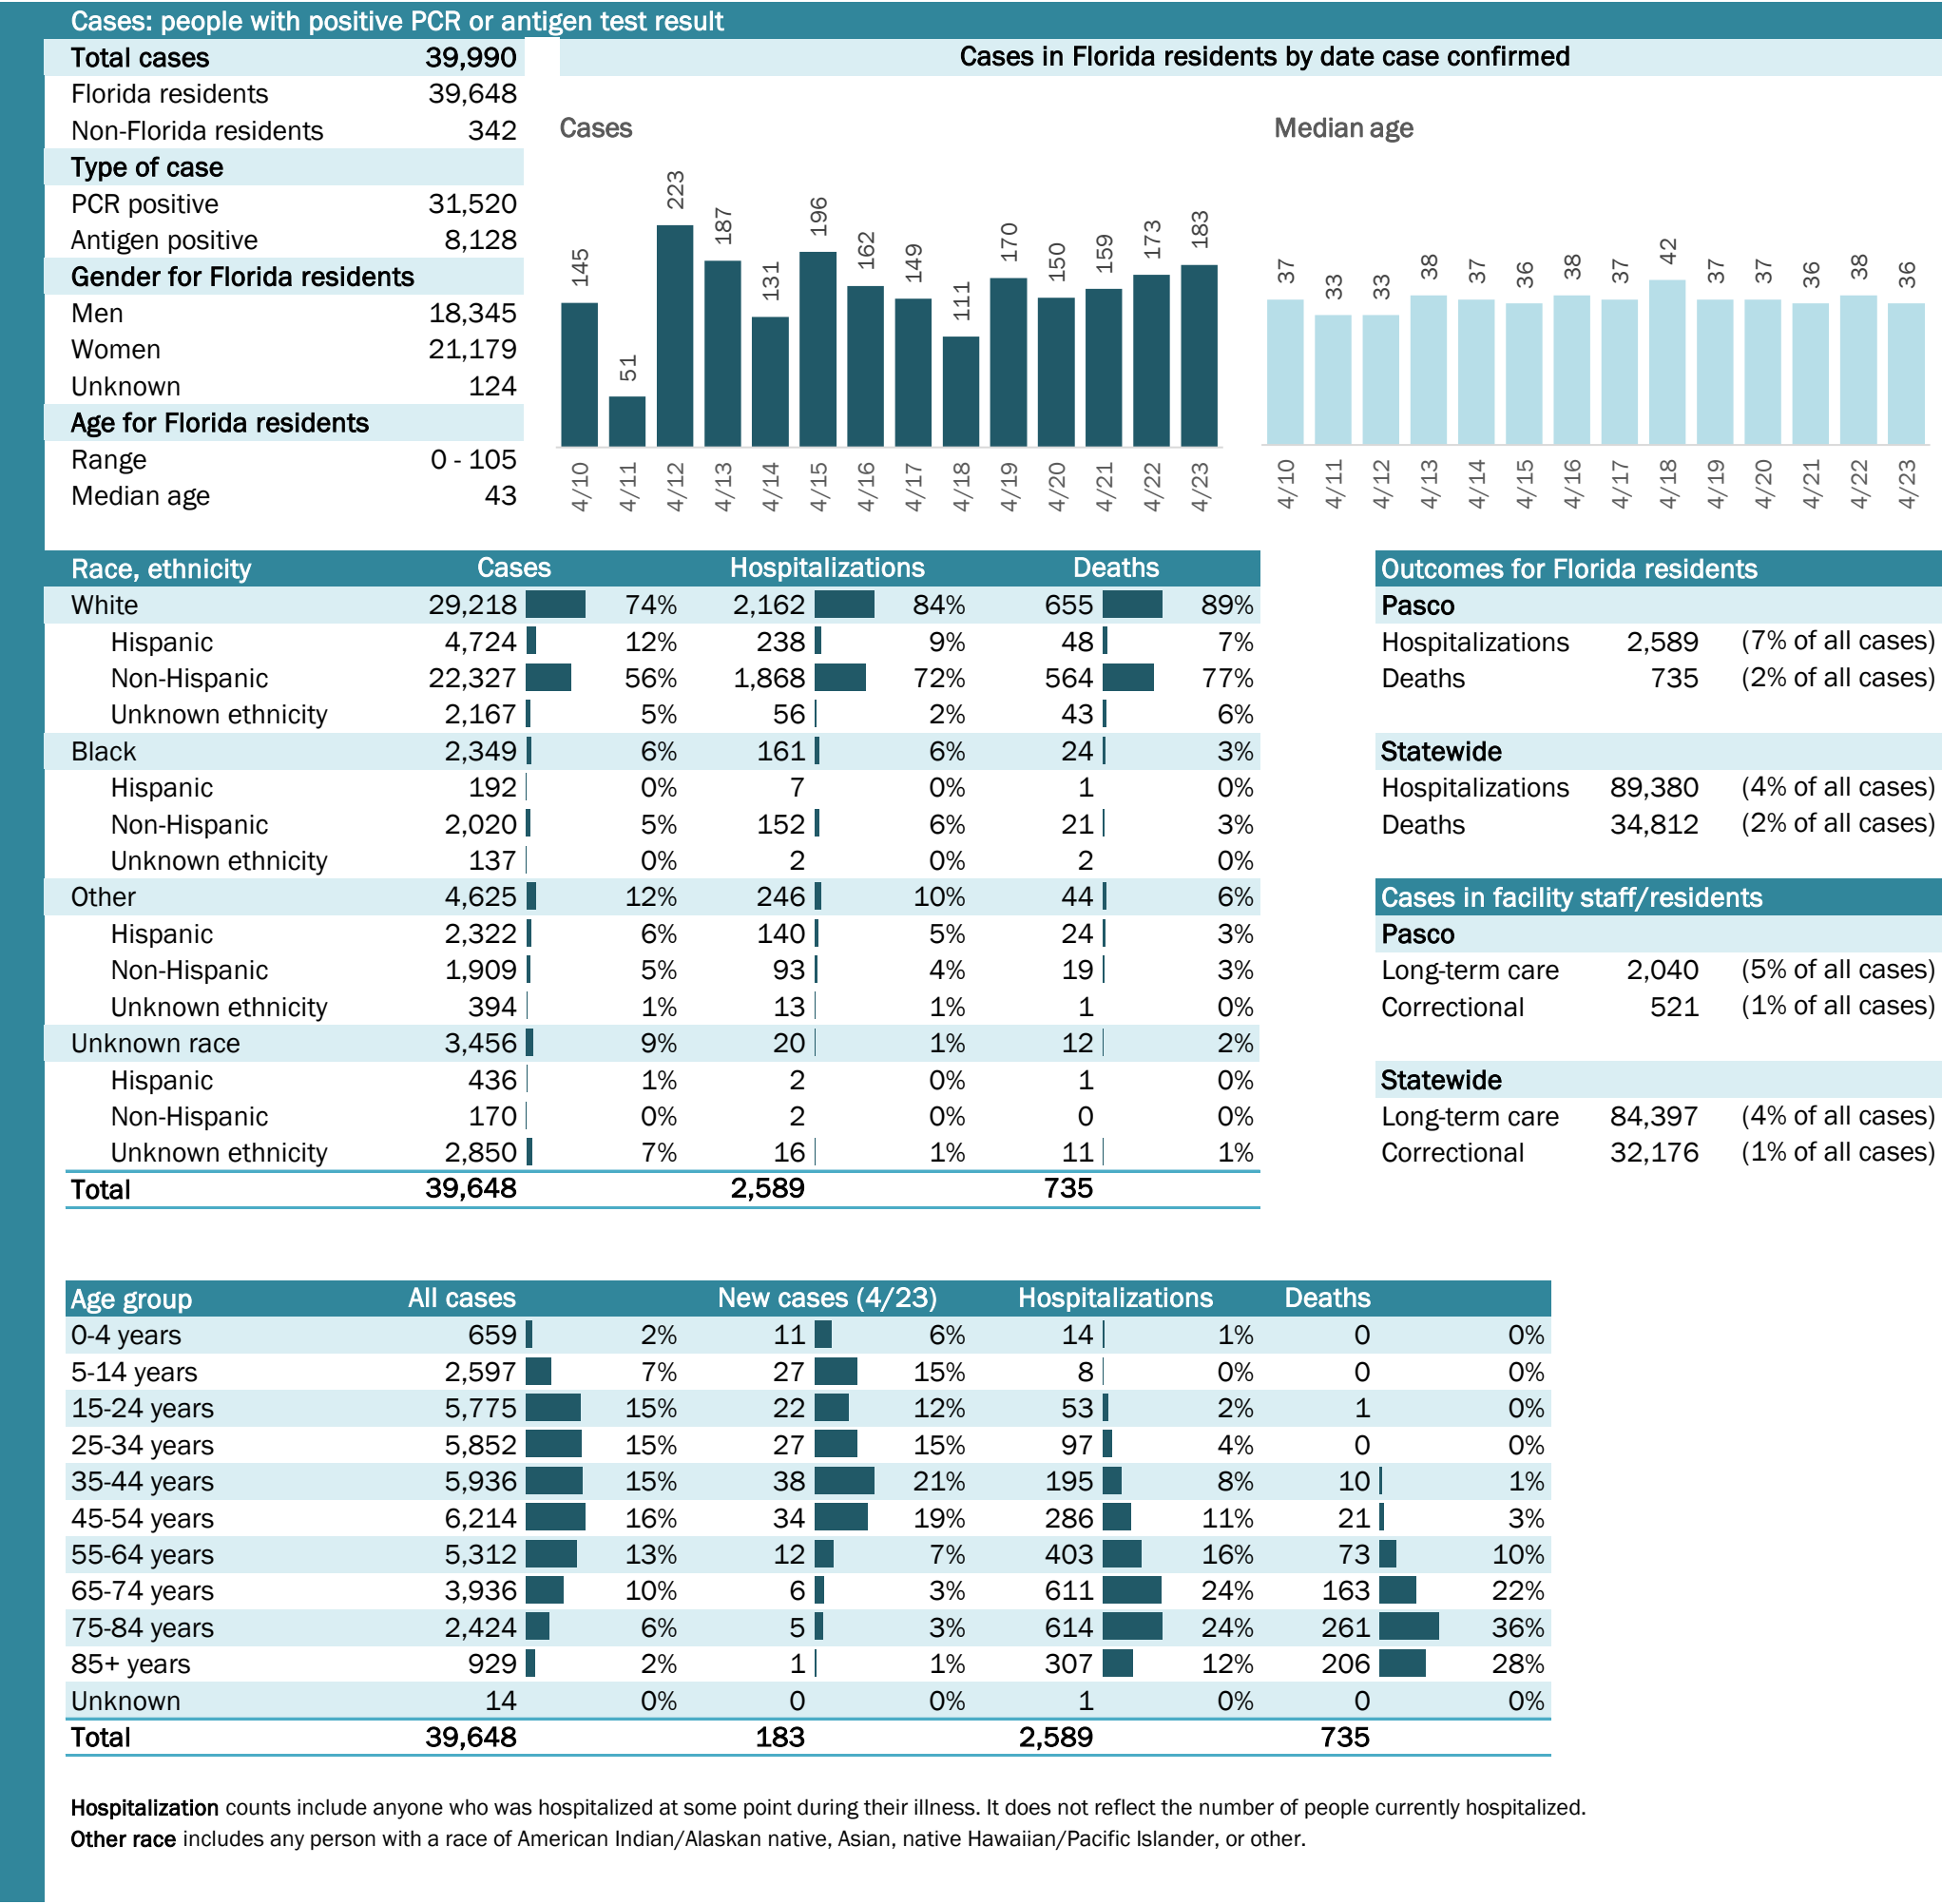 Cases: people with positive PCR or antigen test result
Total cases 39,990
Florida residents 39,648
Non-Florida residents 342
Type of case
PCR positive 31,520
Antigen positive 8,128
Gender for Florida residents
Men 18,345
Women 21,179
Unknown 124
Age for Florida residents
Range 0 - 105
Median age 43
Cases in Florida residents by date case confirmed
Cases
145 51 223 187 131 196 162 149 111 170 150 159 173 183
4/10 4/11 4/12 4/13 4/14 4/15 4/16 4/17 4/18 4/19 4/20 4/21 4/22 4/23
Median age
37 33 33 38 37 36 38 37 42 37 37 36 38 36
4/10 4/11 4/12 4/13 4/14 4/15 4/16 4/17 4/18 4/19 4/20 4/21 4/22 4/23
Race, ethnicity Cases Hospitalizations Deaths
White 29,218 74% 2,162 84% 655 89%
Hispanic 4,724 12% 238 9% 48 7%
Non-Hispanic 22,327 56% 1,868 72% 564 77%
Unknown ethnicity 2,167 5% 56 2% 43 6%
Black 2,349 6% 161 6% 24 3%
Hispanic 192 0% 7 0% 1 0%
Non-Hispanic 2,020 5% 152 6% 21 3%
Unknown ethnicity 137 0% 2 0% 2 0%
Other 4,625 12% 246 10% 44 6%
Hispanic 2,322 6% 140 5% 24 3%
Non-Hispanic 1,909 5% 93 4% 19 3%
Unknown ethnicity 394 1% 13 1% 1 0%
Unknown race 3,456 9% 20 1% 12 2%
Hispanic 436 1% 2 0% 1 0%
Non-Hispanic 170 0% 2 0% 0 0%
Unknown ethnicity 2,850 7% 16 1% 11 1%
Total 39,648 2,589 735
Outcomes for Florida residents
Pasco
Hospitalizations 2,589 (7% of all cases)
Deaths 735 (2% of all cases)
Statewide
Hospitalizations 89,380 (4% of all cases)
Deaths 34,812 (2% of all cases)
Cases in facility staff/residents
Pasco
Long-term care 2,040 (5% of all cases)
Correctional 521 (1% of all cases)
Statewide
Long-term care 84,397 (4% of all cases)
Correctional 32,176 (1% of all cases)
Age group All cases New cases (4/23) Hospitalizations Deaths
0-4 years 659 2% 11 6% 14 1% 0 0%
5-14 years 2,597 7% 27 15% 8 0% 0 0%
15-24 years 5,775 15% 22 12% 53 2% 1 0%
25-34 years 5,852 15% 27 15% 97 4% 0 0%
35-44 years 5,936 15% 38 21% 195 8% 10 1%
45-54 years 6,214 16% 34 19% 286 11% 21 3%
55-64 years 5,312 13% 12 7% 403 16% 73 10%
65-74 years 3,936 10% 6 3% 611 24% 163 22%
75-84 years 2,424 6% 5 3% 614 24% 261 36%
85+ years 929 2% 1 1% 307 12% 206 28%
Unknown 14 0% 0 0% 1 0% 0 0%
Total 39,648 183 2,589 735
Hospitalization counts include anyone who was hospitalized at some point during their illness. It does not reflect the number of people currently hospitalized.
Other race includes any person with a race of American Indian/Alaskan native, Asian, native Hawaiian/Pacific Islander, or other.